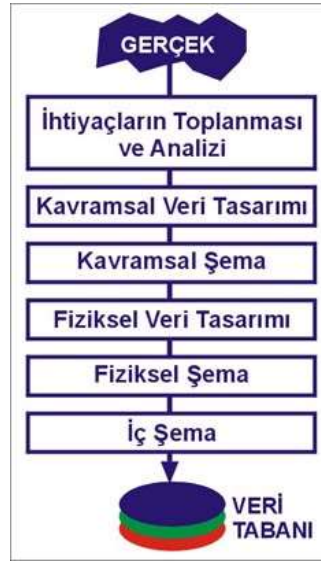 GERÇEK
İhtiyaçların Toplanması
ve Analizi
Kavramsal Veri Tasarımı
Kavramsal Şema
Fiziksel Veri Tasarımı
Fiziksel Şema
İç Şema
VERİ
TABANI